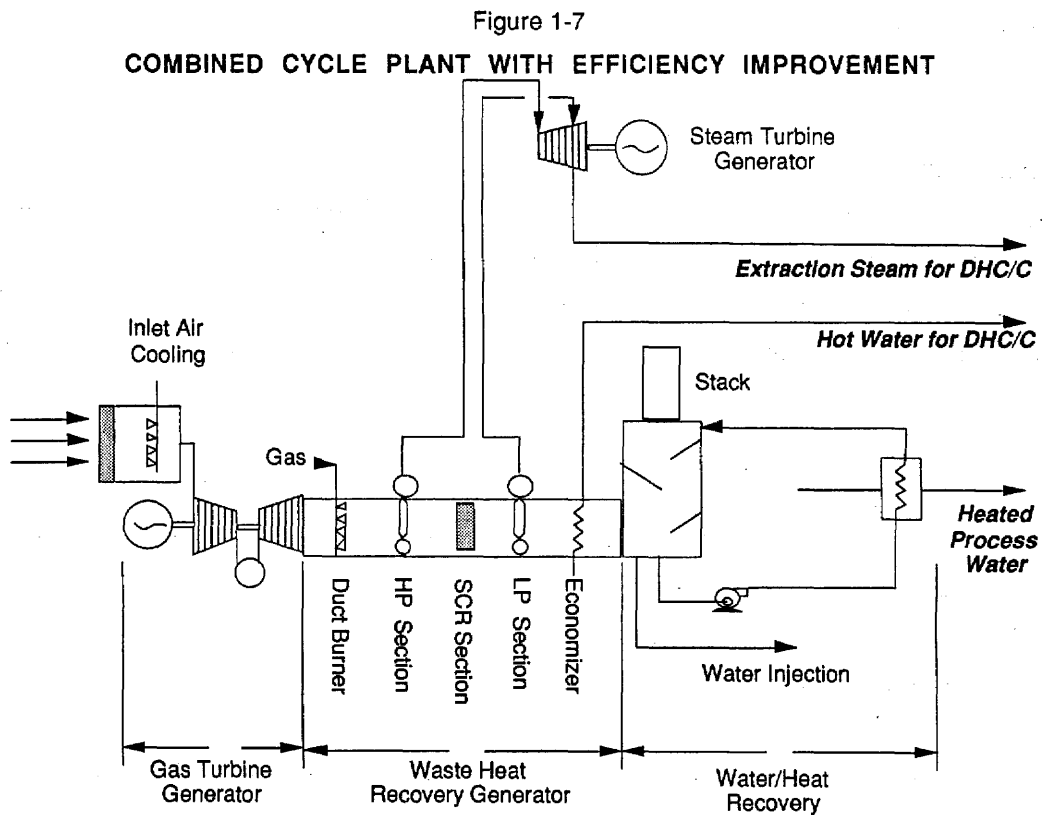 Figure 1-7
COMBINED CYCLE PLANT WITH EFFICIENCY IMPROVEMENT
Steam Turbine
Generator
Extraction Steam for DHC/C
Hot Water for DHC/C
Inlet Air
Cooling
Stack
Gas
Heated
Process
Water
Duct Burner
HP Section
SCR Section
LP Section
Economizer
Water Injection
Gas Turbine
Generator
Waste Heat
Recovery Generator
Water/Heat
Recovery